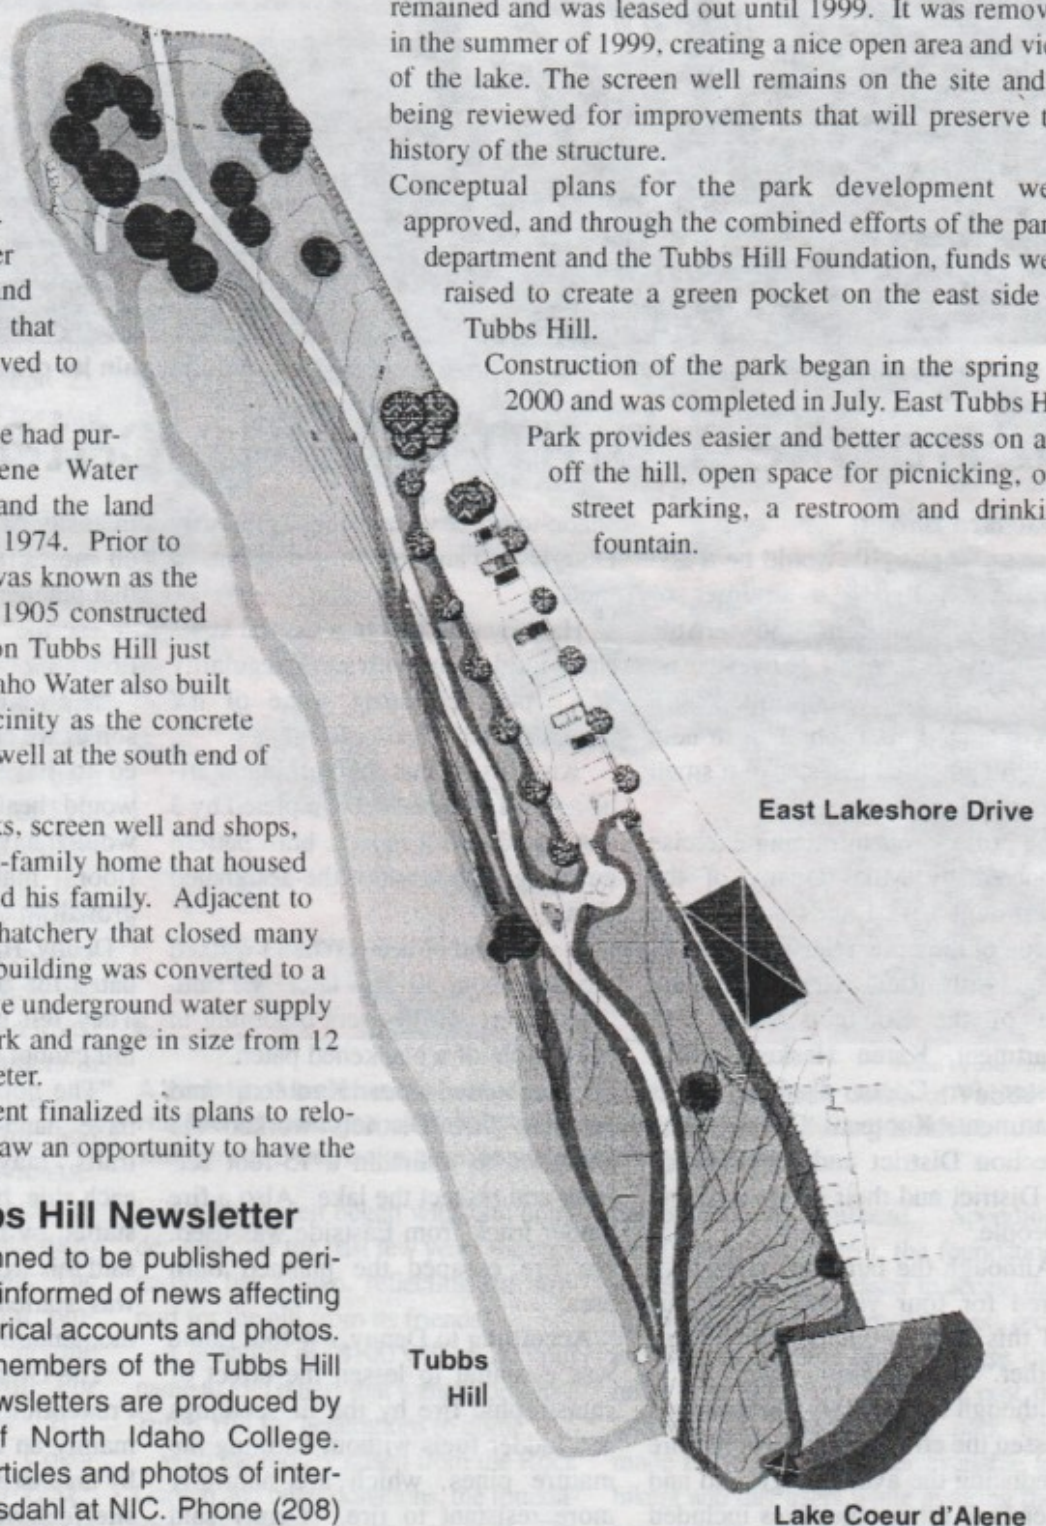 remained and was leased out until 1999. It was remov
in the summer of 1999, creating a nice open area and vie
of the lake. The screen well remains on the site and
being reviewed for improvements that will preserve t
history of the structure.
Conceptual plans for the park development we
approved, and through the combined efforts of the par
department and the Tubbs Hill Foundation, funds we
raised to create a green pocket on the east side
Tubbs Hill.
Construction of the park began in the spring
2000 and was completed in July. East Tubbs H
Park provides easier and better access on a
off the hill, open space for picnicking, o
street parking, a restroom and drinki
fountain.
er
nd
that
ved to
e had pur-
ene Water
and the land
1974. Prior to
was known as the
1905 constructed
on Tubbs Hill just
aho Water also built
cinity as the concrete
well at the south end of
ks, screen well and shops,
-family home that housed
d his family. Adjacent to
hatchery that closed many
building was converted to a
e underground water supply
rk and range in size from 12
eter.
ent finalized its plans to relo-
aw an opportunity to have the
bs Hill Newsletter
nned to be published peri-
informed of news affecting
rical accounts and photos.
members of the Tubbs Hill
wsletters are produced by
f North Idaho College.
rticles and photos of inter-
sdahl at NIC. Phone (208)
East Lakeshore Drive
Tubbs
Hill
Lake Coeur d'Alene